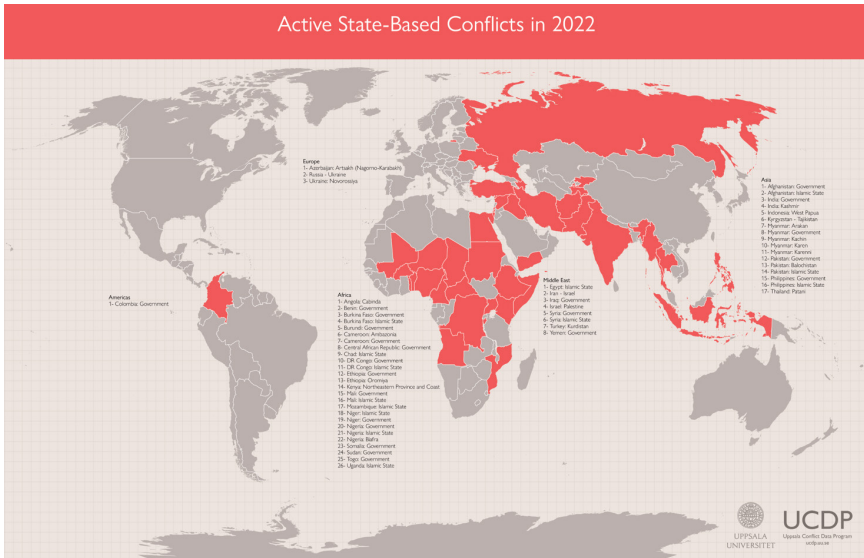 Active State-Based Conflicts in 2022
Europe
1- Azerbaijan: Artsakh (Nagorno-Karabakh)
2- Russia - Ukraine
3- Ukraine: Novorossiya
Americas
1- Colombia: Government
Africa
1- Angola: Cabinda
2- Benin: Government
3- Burkina Faso: Government
4- Burkina Faso: Islamic State
5- Burundi: Government
6- Cameroon: Ambazonia
7- Cameroon: Government
8- Central African Republic: Government
9- Chad: Islamic State
10- DR Congo: Government
11- DR Congo: Islamic State
12- Ethiopia: Government
13- Ethiopia: Oromiya
14- Kenya: Northeastern Province and Coast
15- Mali: Government
16- Mali: Islamic State
17- Mozambique: Islamic State
18- Niger: Islamic State
19- Niger: Government
20- Nigeria: Government
21- Nigeria: Islamic State
22- Nigeria: Biafra
23- Somalia: Government
24- Sudan: Government
25- Togo: Government
26- Uganda: Islamic State
Middle East
1- Egypt: Islamic State
2- Iran - Israel
3- Iraq: Government
4- Israel: Palestine
5- Syria: Government
6- Syria: Islamic State
7- Turkey: Kurdistan
8- Yemen: Government
Asia
1- Afghanistan: Government
2- Afghanistan: Islamic State
3- India: Government
4- India: Kashmir
5- Indonesia: West Papua
6- Kyrgyzstan - Tajikistan
7- Myanmar: Arakan
8- Myanmar: Government
9- Myanmar: Kachin
10- Myanmar: Karen
11- Myanmar: Karenni
12- Pakistan: Government
13- Pakistan: Balochistan
14- Pakistan: Islamic State
15- Philippines: Government
16- Philippines: Islamic State
17- Thailand: Patani
UPPSALA
UNIVERSITET
UCDP
Uppsala Conflict Data Program
ucdp.uu.se